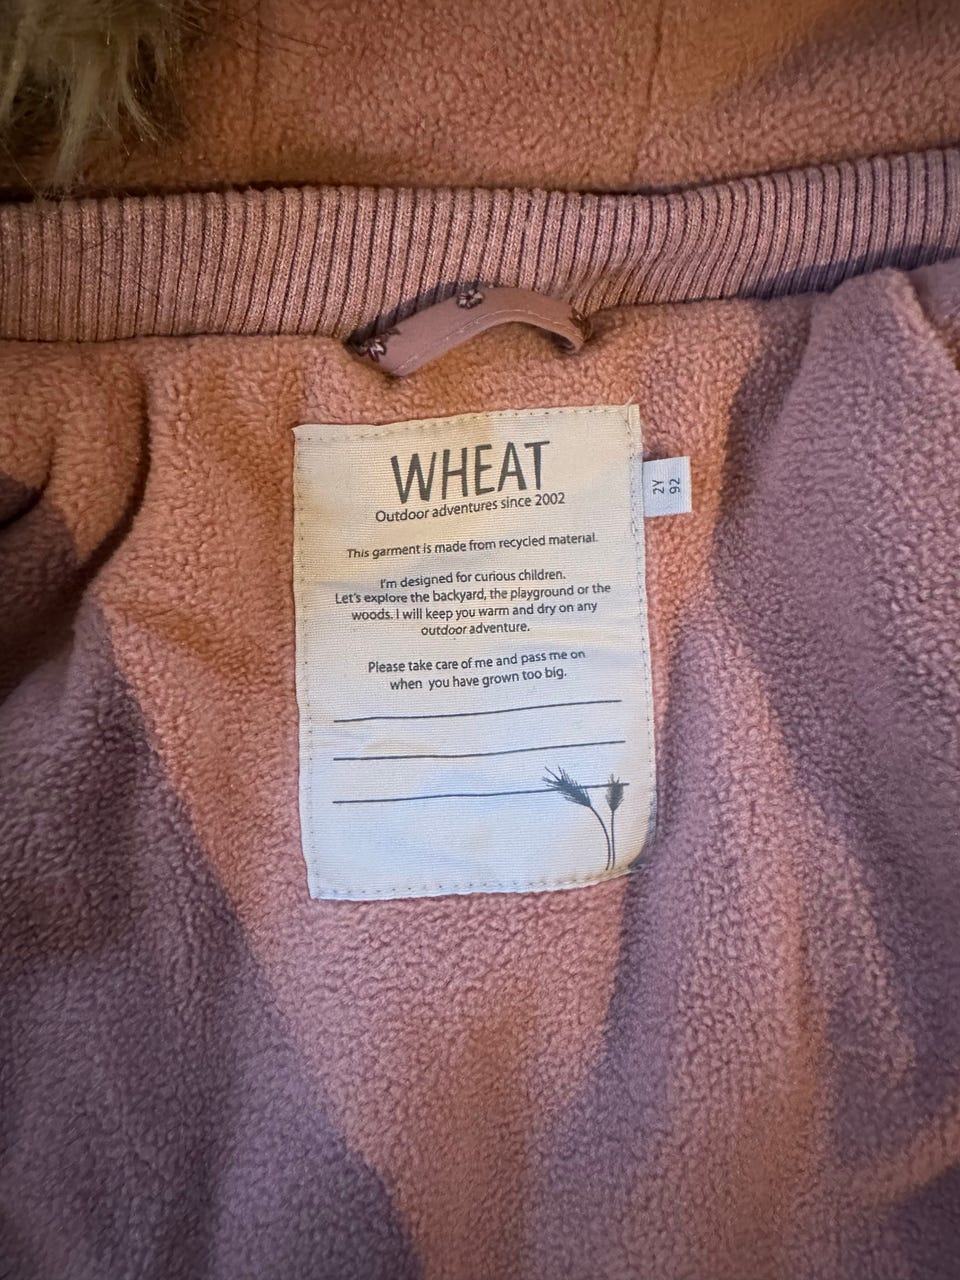 WHEAT
Outdoor adventures since 2002
This garment is made from recycled material.
I'm designed for curious children.
Let's explore the backyard, the playground or the
woods. I will keep you warm and dry on any
outdoor adventure.
Please take care of me and pass me on
when you have grown too big.
2Y
92